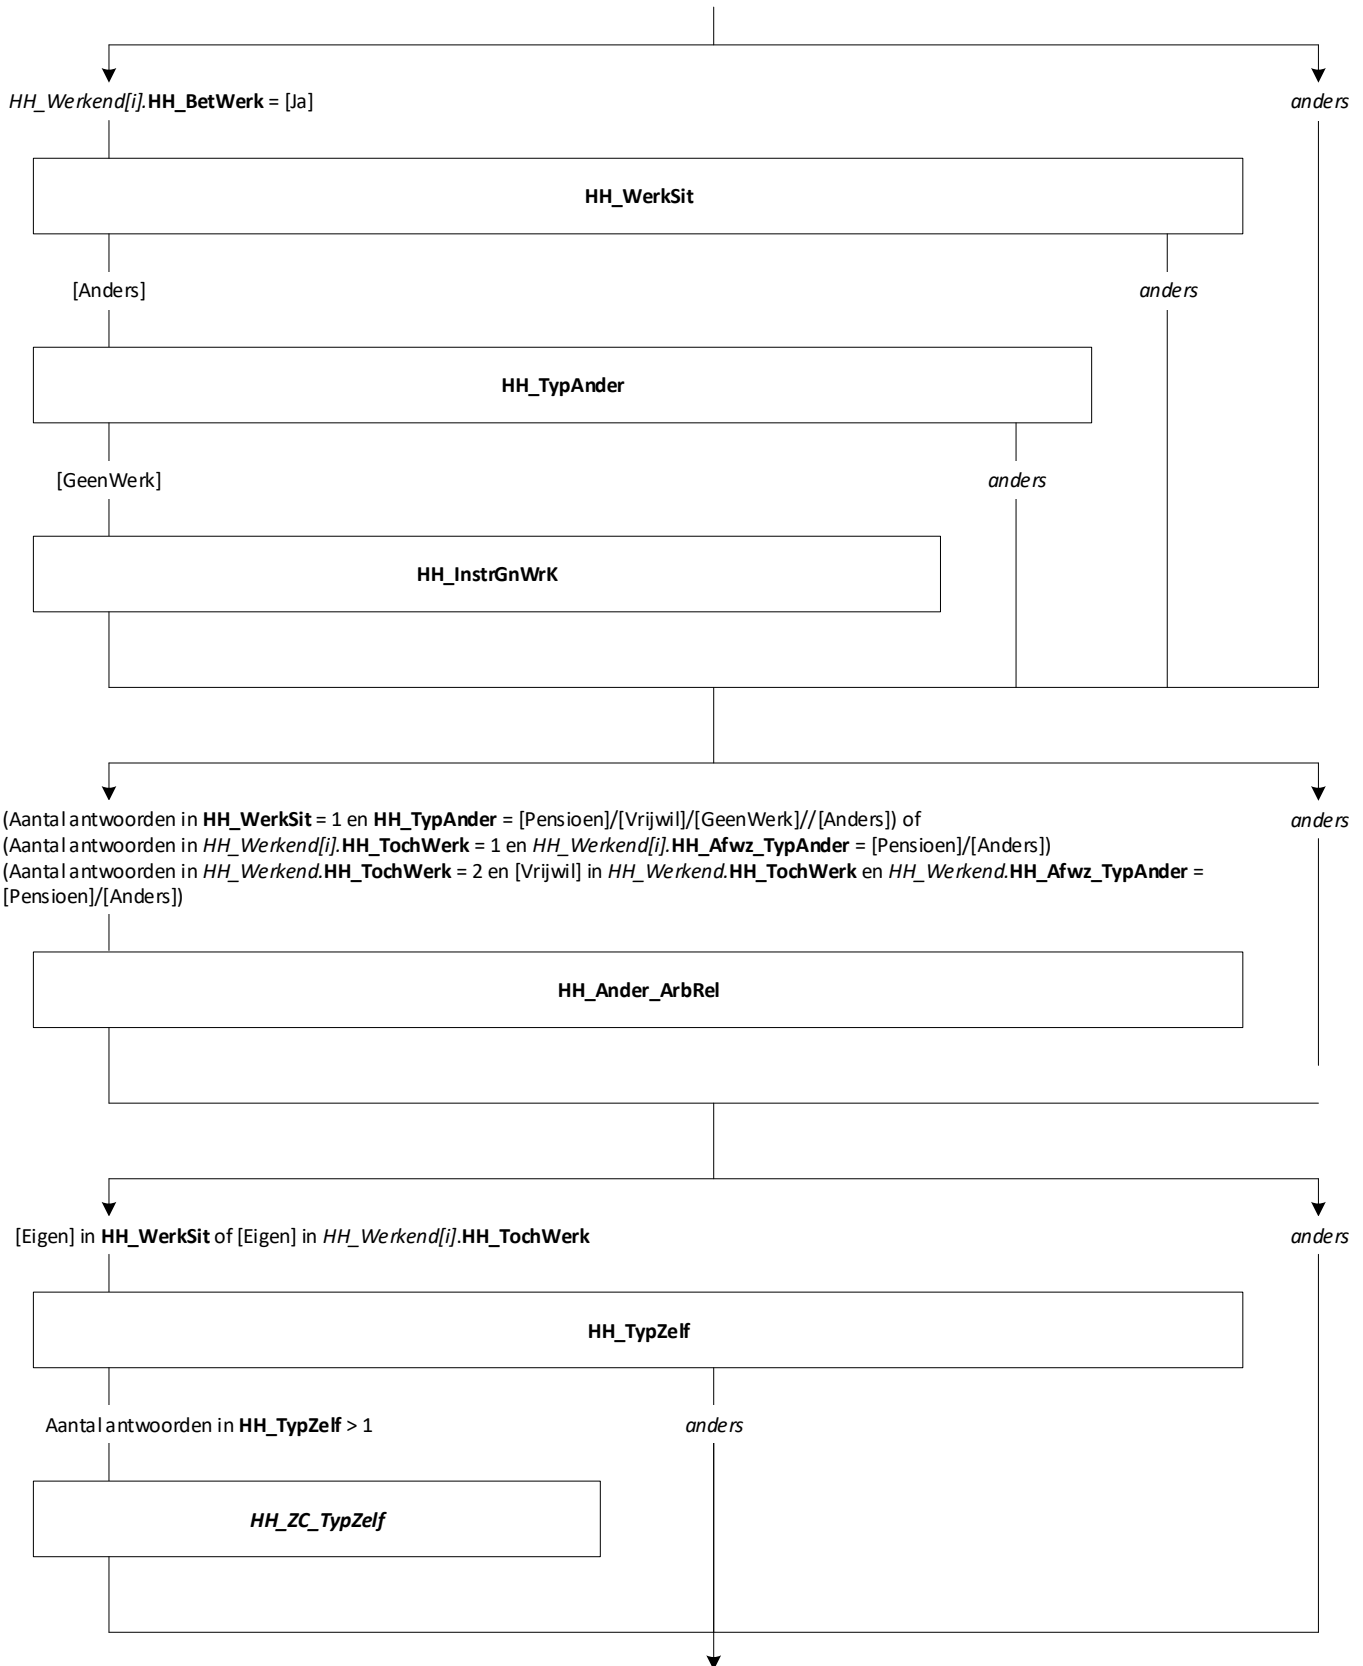 HH_Werkend[i].HH_BetWerk = [Ja]
anders
HH_WerkSit
[Anders]
anders
HH_TypAnder
[GeenWerk]
anders
HH_InstrGnWrK
(Aantal antwoorden in HH_WerkSit = 1 en HH_TypAnder = [Pensioen]/[Vrijwil]/[GeenWerk]//[Anders]) of
anders
(Aantal antwoorden in HH_Werkend[i].HH_TochWerk = 1 en HH_Werkend[i].HH_Afwz_TypAnder = [Pensioen]/[Anders])
(Aantal antwoorden in HH_Werkend.HH_TochWerk = 2 en [Vrijwil] in HH_Werkend.HH_TochWerk en HH_Werkend.HH_Afwz_TypAnder =
[Pensioen]/[Anders])
HH_Ander_ArbRel
[Eigen] in HH_WerkSit of [Eigen] in HH_Werkend[i].HH_TochWerk
anders
HH_TypZelf
Aantal antwoorden in HH_TypZelf > 1
anders
HH_ZC_TypZelf